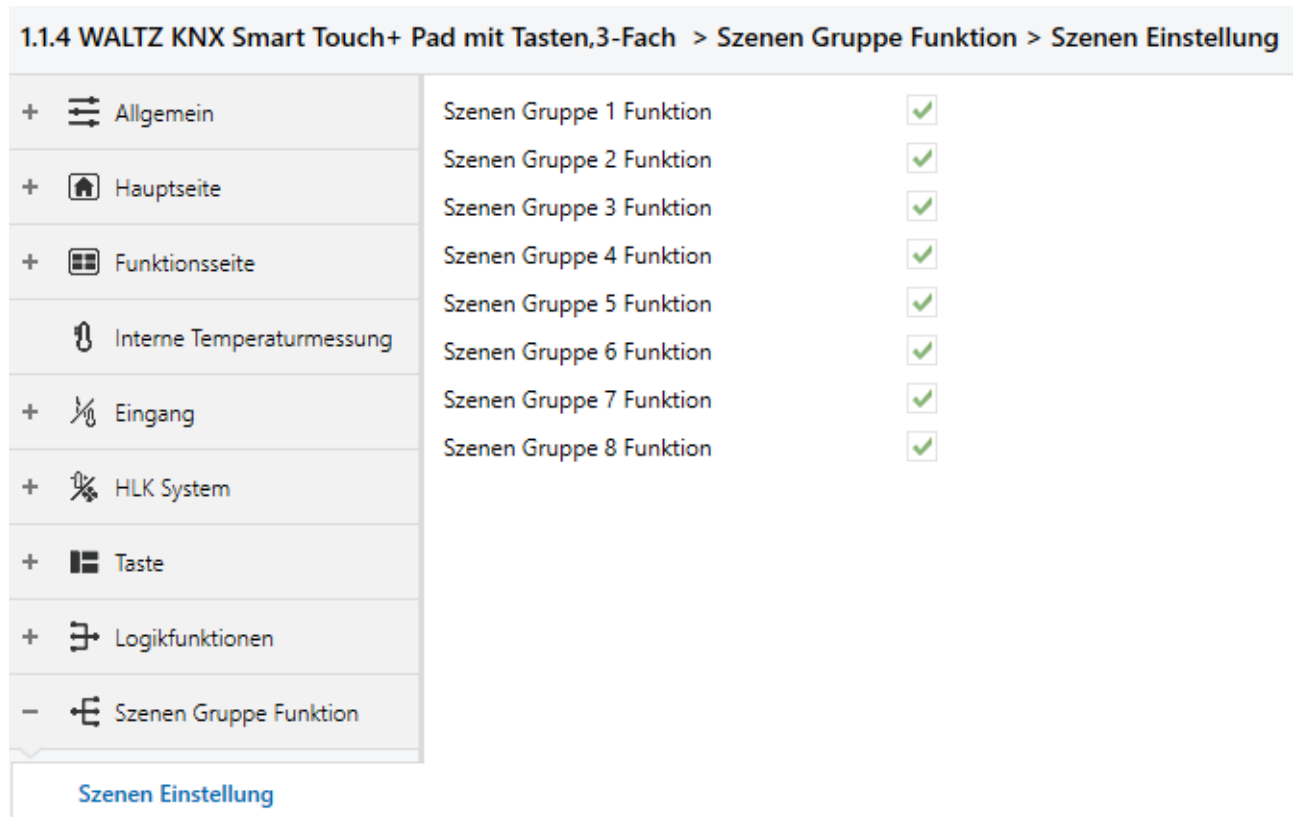 1.1.4 WALTZ KNX Smart Touch+ Pad mit Tasten,3-Fach > Szenen Gruppe Funktion > Szenen Einstellung
+ Allgemein
+ Hauptseite
+ Funktionsseite
Interne Temperaturmessung
+ Eingang
+ HLK System
+ Taste
+ Logikfunktionen
– Szenen Gruppe Funktion
Szenen Einstellung
Szenen Gruppe 1 Funktion
Szenen Gruppe 2 Funktion
Szenen Gruppe 3 Funktion
Szenen Gruppe 4 Funktion
Szenen Gruppe 5 Funktion
Szenen Gruppe 6 Funktion
Szenen Gruppe 7 Funktion
Szenen Gruppe 8 Funktion